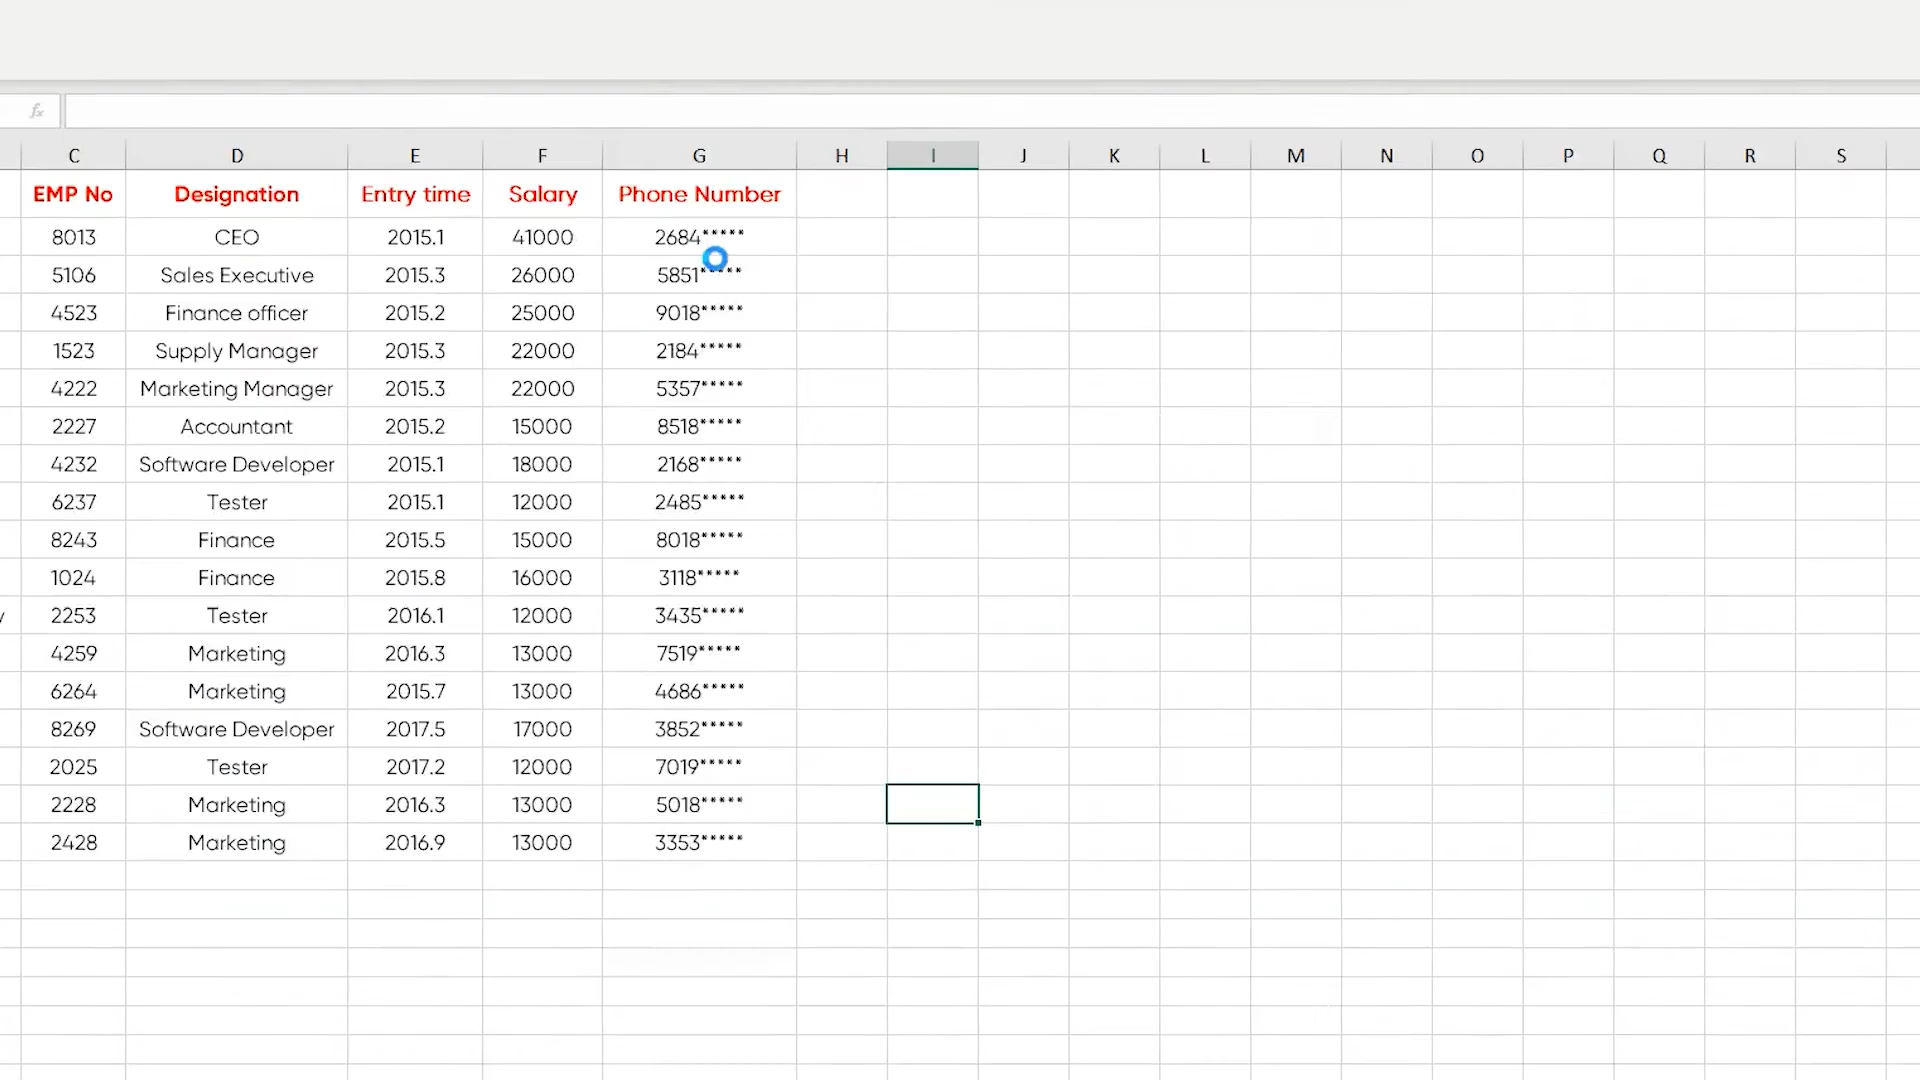 fx
C D E F G H I J K L M N O P Q R S
EMP No Designation Entry time Salary Phone Number
8013 CEO 2015.1 41000 2684*****
5106 Sales Executive 2015.3 26000 5851*****
4523 Finance officer 2015.2 25000 9018*****
1523 Supply Manager 2015.3 22000 2184*****
4222 Marketing Manager 2015.3 22000 5357*****
2227 Accountant 2015.2 15000 8518*****
4232 Software Developer 2015.1 18000 2168*****
6237 Tester 2015.1 12000 2485*****
8243 Finance 2015.5 15000 8018*****
1024 Finance 2015.8 16000 3118*****
2253 Tester 2016.1 12000 3435*****
4259 Marketing 2016.3 13000 7519*****
6264 Marketing 2015.7 13000 4686*****
8269 Software Developer 2017.5 17000 3852*****
2025 Tester 2017.2 12000 7019*****
2228 Marketing 2016.3 13000 5018*****
2428 Marketing 2016.9 13000 3353*****